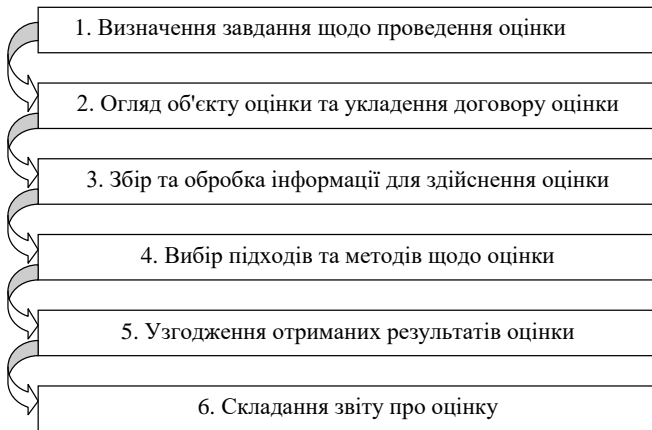 1. Визначення завдання щодо проведення оцінки
2. Огляд об'єкту оцінки та укладення договору оцінки
3. Збір та обробка інформації для здійснення оцінки
4. Вибір підходів та методів щодо оцінки
5. Узгодження отриманих результатів оцінки
6. Складання звіту про оцінку